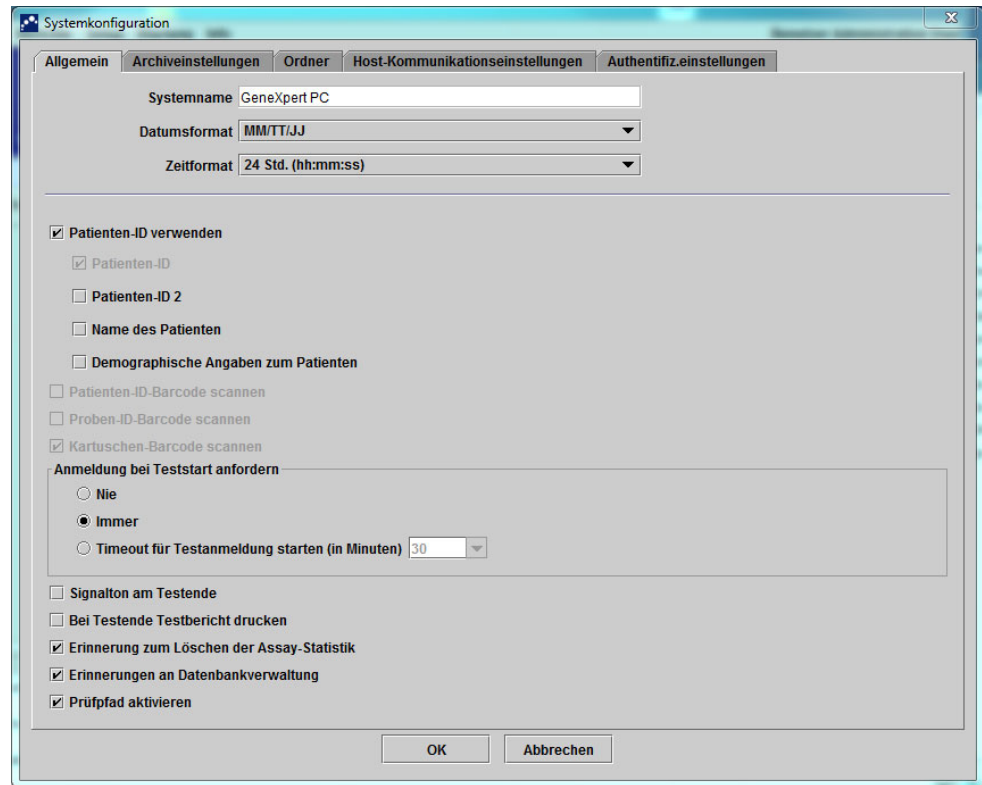 Systemkonfiguration
Allgemein Archiveinstellungen Ordner Host-Kommunikationseinstellungen Authentifiz.einstellungen
Systemname GeneXpert PC
Datumsformat MM/TT/JJ
Zeitformat 24 Std. (hh:mm:ss)
Patienten-ID verwenden
Patienten-ID
Patienten-ID 2
Name des Patienten
Demographische Angaben zum Patienten
Patienten-ID-Barcode scannen
Proben-ID-Barcode scannen
Kartuschen-Barcode scannen
Anmeldung bei Teststart anfordern
Nie
Immer
Timeout für Testanmeldung starten (in Minuten) 30
Signalton am Testende
Bei Testende Testbericht drucken
Erinnerung zum Löschen der Assay-Statistik
Erinnerungen an Datenbankverwaltung
Prüfpfad aktivieren
OK Abbrechen